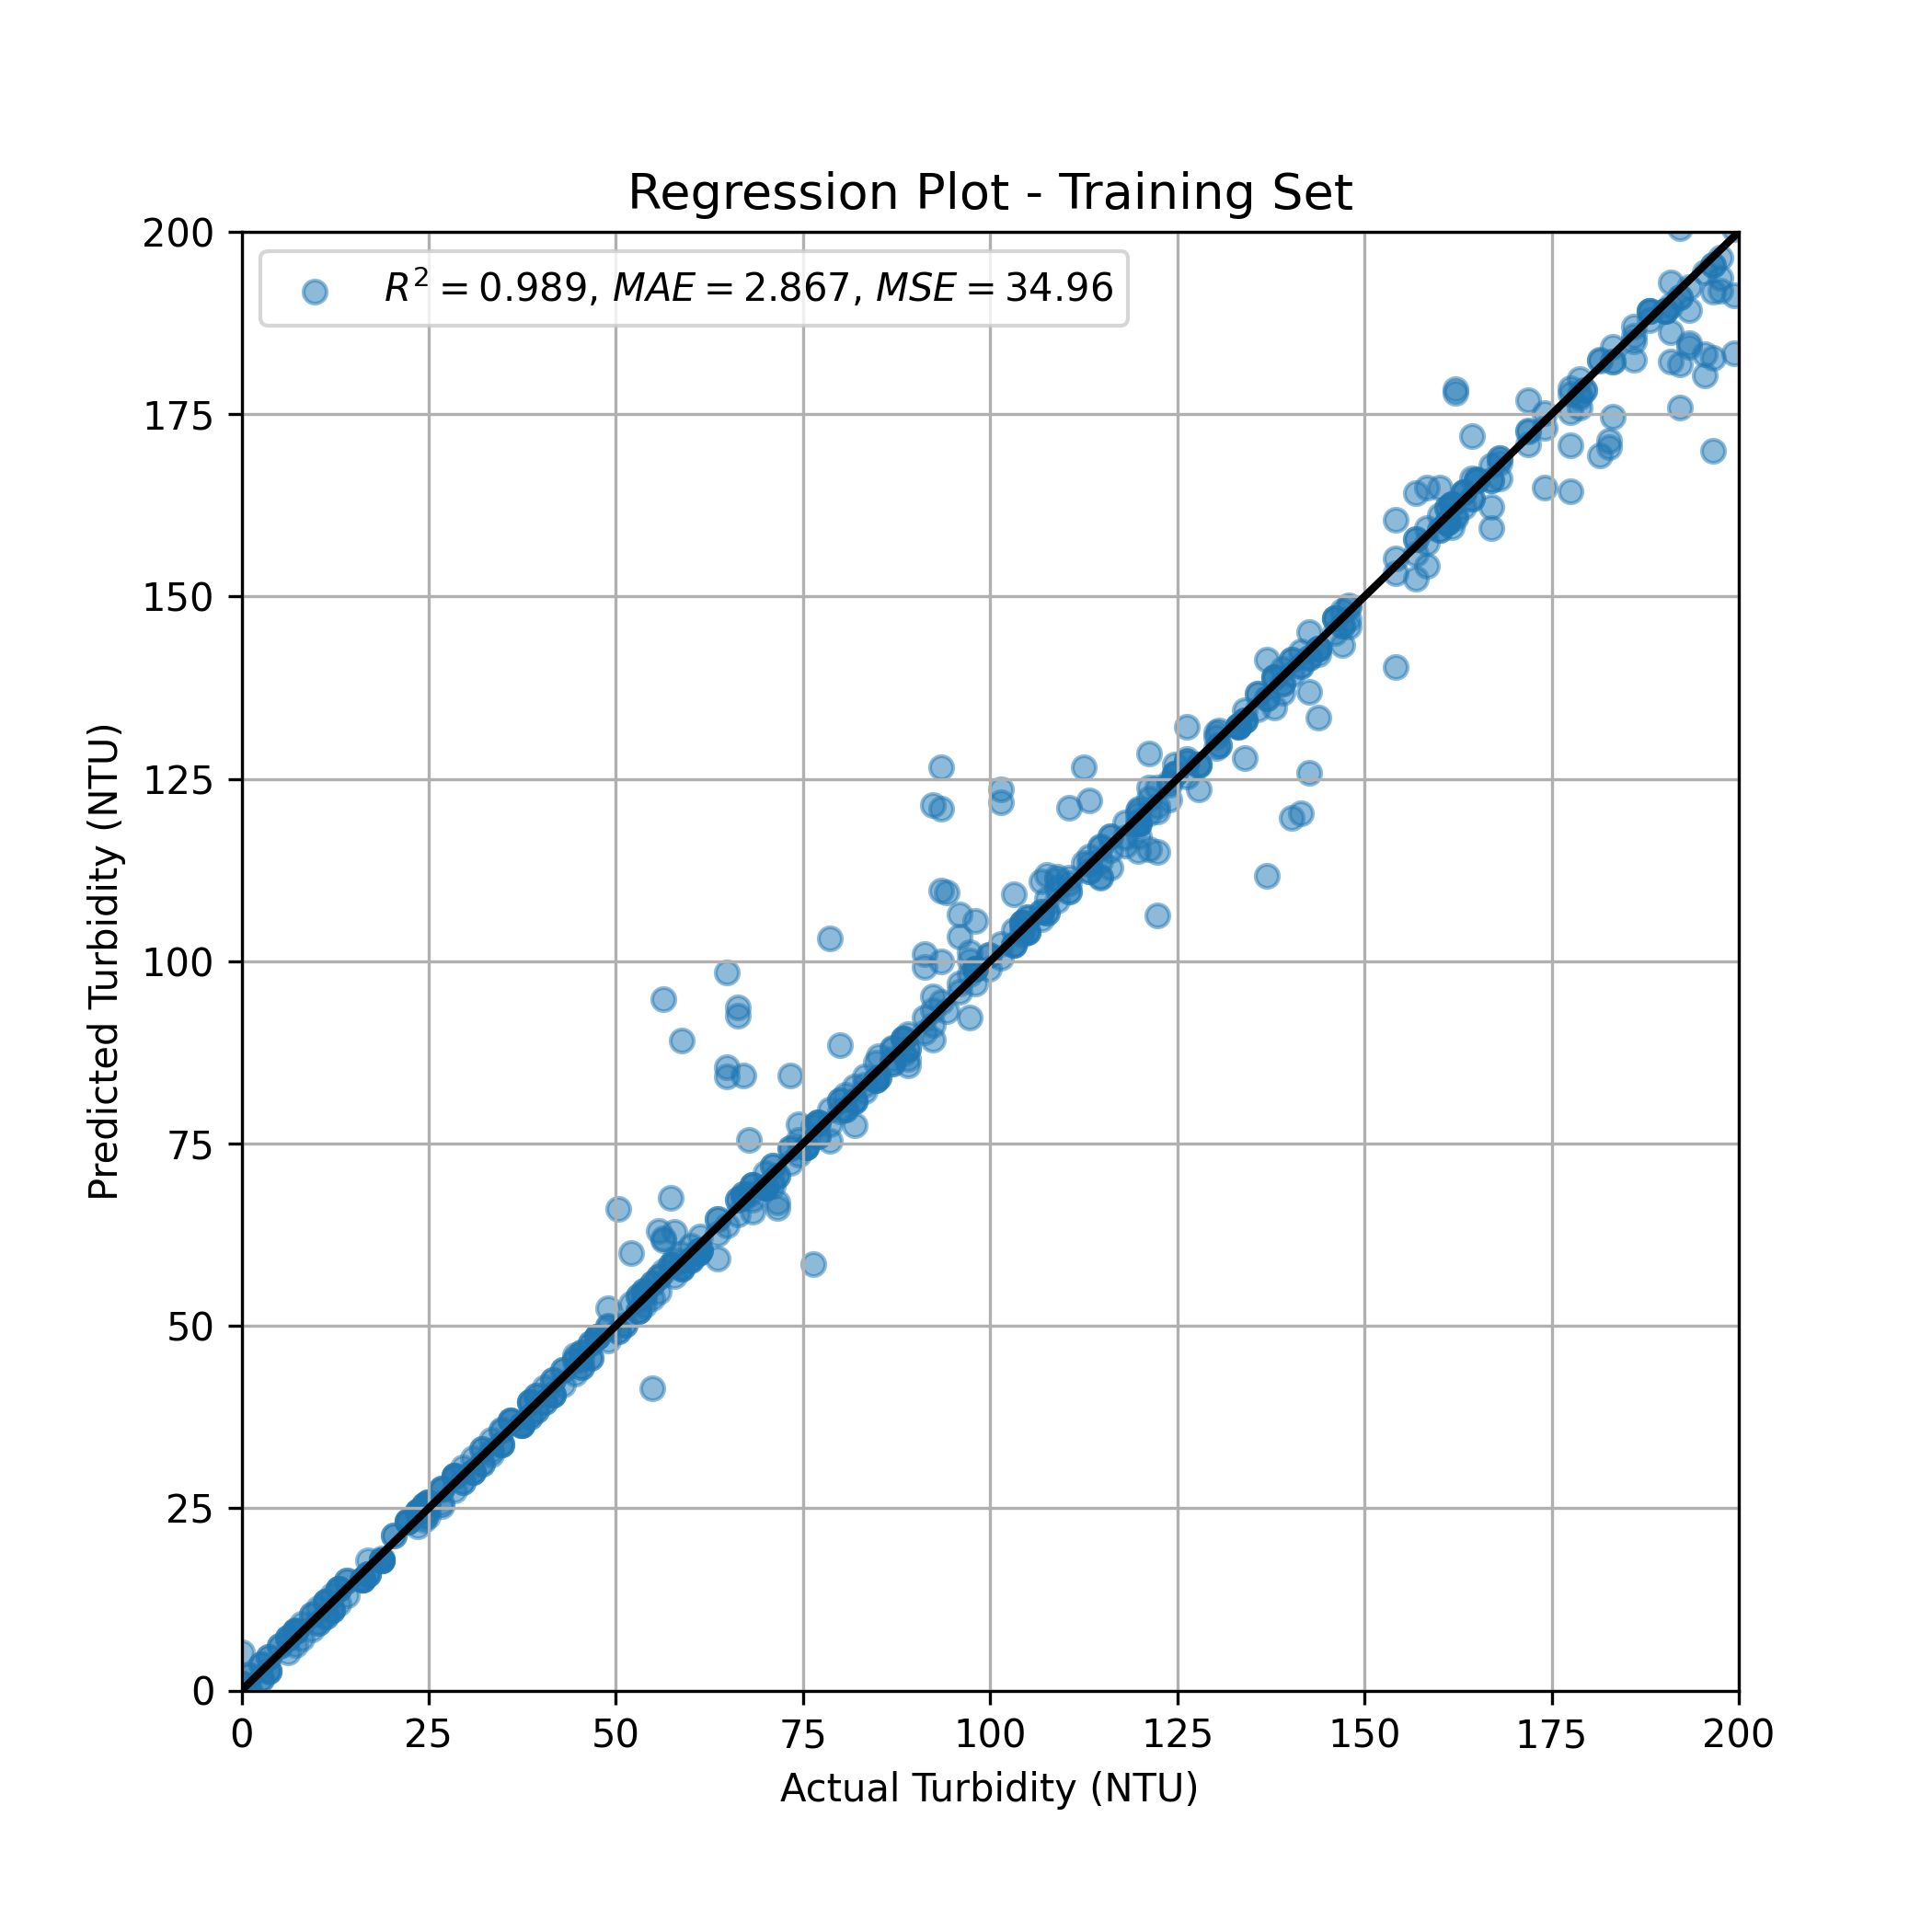 Regression Plot - Training Set
R² = 0.989, MAE = 2.867, MSE = 34.96
Predicted Turbidity (NTU)
200
175
150
125
100
75
50
25
0
0 25 50 75 100 125 150 175 200
Actual Turbidity (NTU)